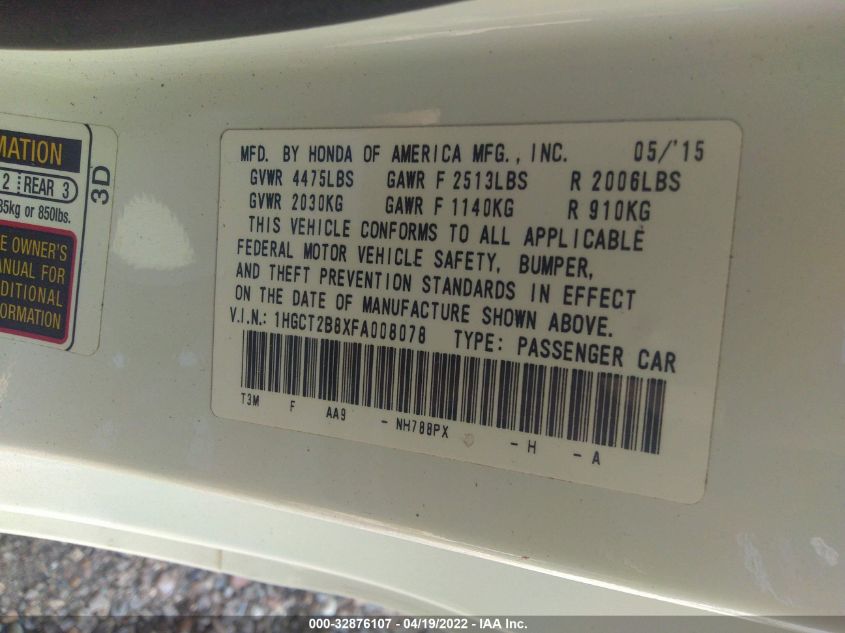 MATION
2 REAR 3
85kg or 850lbs.
E OWNER'S
ANUAL FOR
DDITIONAL
FORMATION
3D
MFD. BY HONDA OF AMERICA MFG., INC. 05/'15
GVWR 4475LBS GAWR F 2513LBS R 2006LBS
GVWR 2030KG GAWR F 1140KG R 910KG
THIS VEHICLE CONFORMS TO ALL APPLICABLE
FEDERAL MOTOR VEHICLE SAFETY, BUMPER,
AND THEFT PREVENTION STANDARDS IN EFFECT
ON THE DATE OF MANUFACTURE SHOWN ABOVE.
V.I.N.: 1HGCT2B8XFA008078 TYPE: PASSENGER CAR
T3M F AA9 - NH788PX - H - A
000-32876107 - 04/19/2022 - IAA Inc.